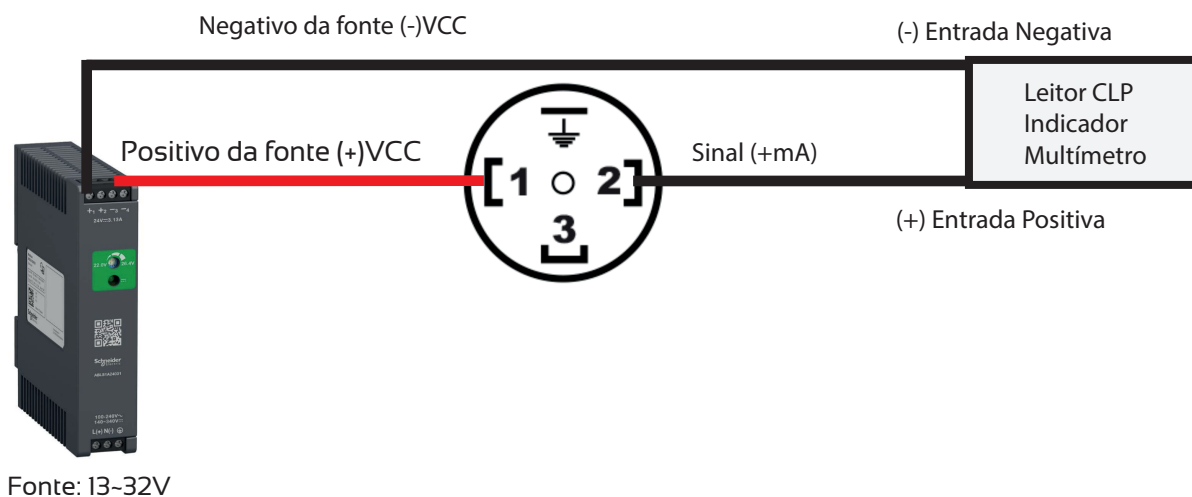 Negativo da fonte (-)VCC
(-) Entrada Negativa
Leitor CLP
Indicador
Multímetro
Positivo da fonte (+)VCC
Sinal (+mA)
1
2
3
(+) Entrada Positiva
Schneider
L(+) N(-)
Fonte: 13~32V